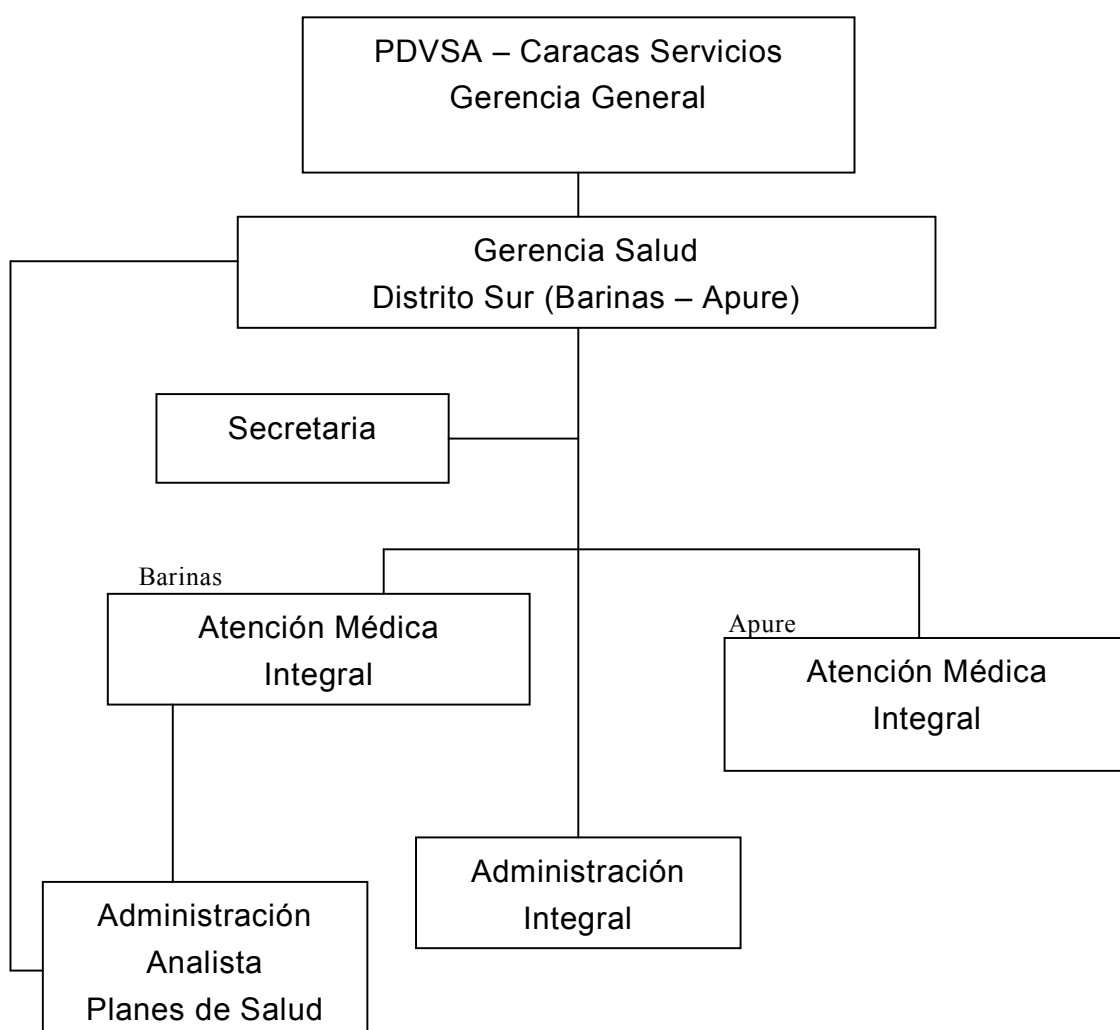 PDVSA – Caracas Servicios
Gerencia General
Gerencia Salud
Distrito Sur (Barinas – Apure)
Secretaria
Barinas
Atención Médica
Integral
Apure
Atención Médica
Integral
Administración
Integral
Administración
Analista
Planes de Salud